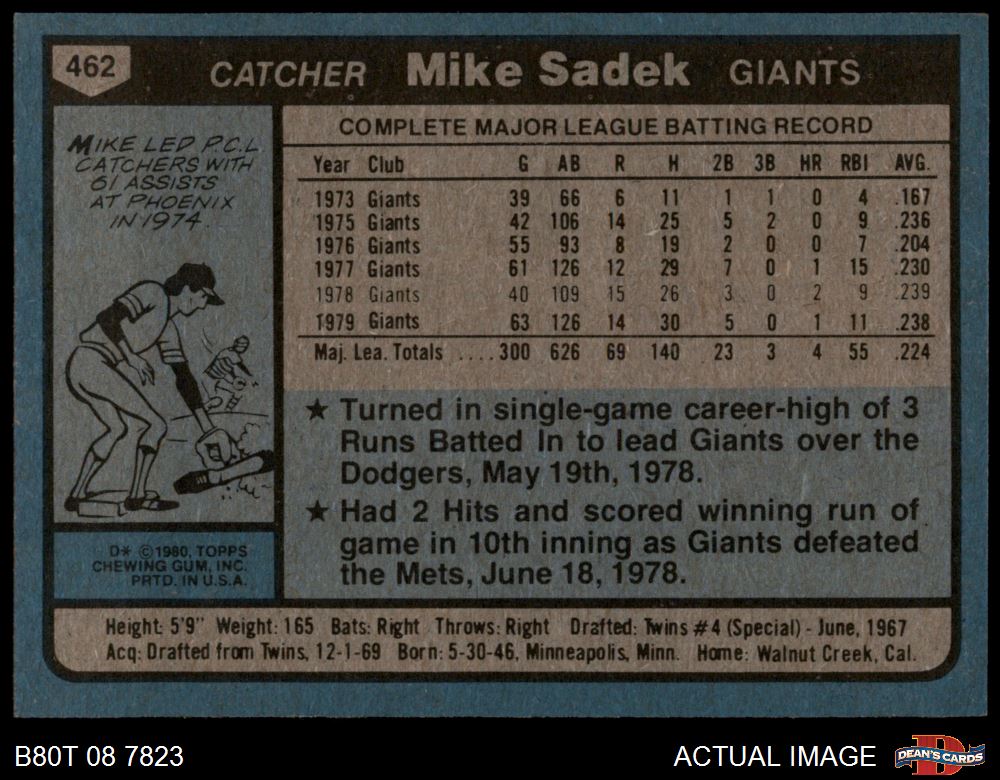 462
CATCHER Mike Sadek GIANTS
MIKE LED P.C.L.
CATCHERS WITH
61 ASSISTS
AT PHOENIX
IN 1974.
COMPLETE MAJOR LEAGUE BATTING RECORD
Year Club G AB R H 2B 3B HR RBI AVG.
1973 Giants 39 66 6 11 1 1 0 4 .167
1975 Giants 42 106 14 25 5 2 0 9 .236
1976 Giants 55 93 8 19 2 0 0 7 .204
1977 Giants 61 126 12 29 7 0 1 15 .230
1978 Giants 40 109 15 26 3 0 2 9 .239
1979 Giants 63 126 14 30 5 0 1 11 .238
Maj. Lea. Totals ....300 626 69 140 23 3 4 55 .224
★ Turned in single-game career-high of 3
Runs Batted In to lead Giants over the
Dodgers, May 19th, 1978.
★ Had 2 Hits and scored winning run of
game in 10th inning as Giants defeated
the Mets, June 18, 1978.
D* ©1980, TOPPS
CHEWING GUM, INC.
PRTD. IN U.S.A.
Height: 5'9" Weight: 165 Bats: Right Throws: Right Drafted: Twins #4 (Special) - June, 1967
Acq: Drafted from Twins, 12-1-69 Born: 5-30-46, Minneapolis, Minn. Home: Walnut Creek, Cal.
B80T 08 7823
ACTUAL IMAGE
D
DEAN'S CARDS